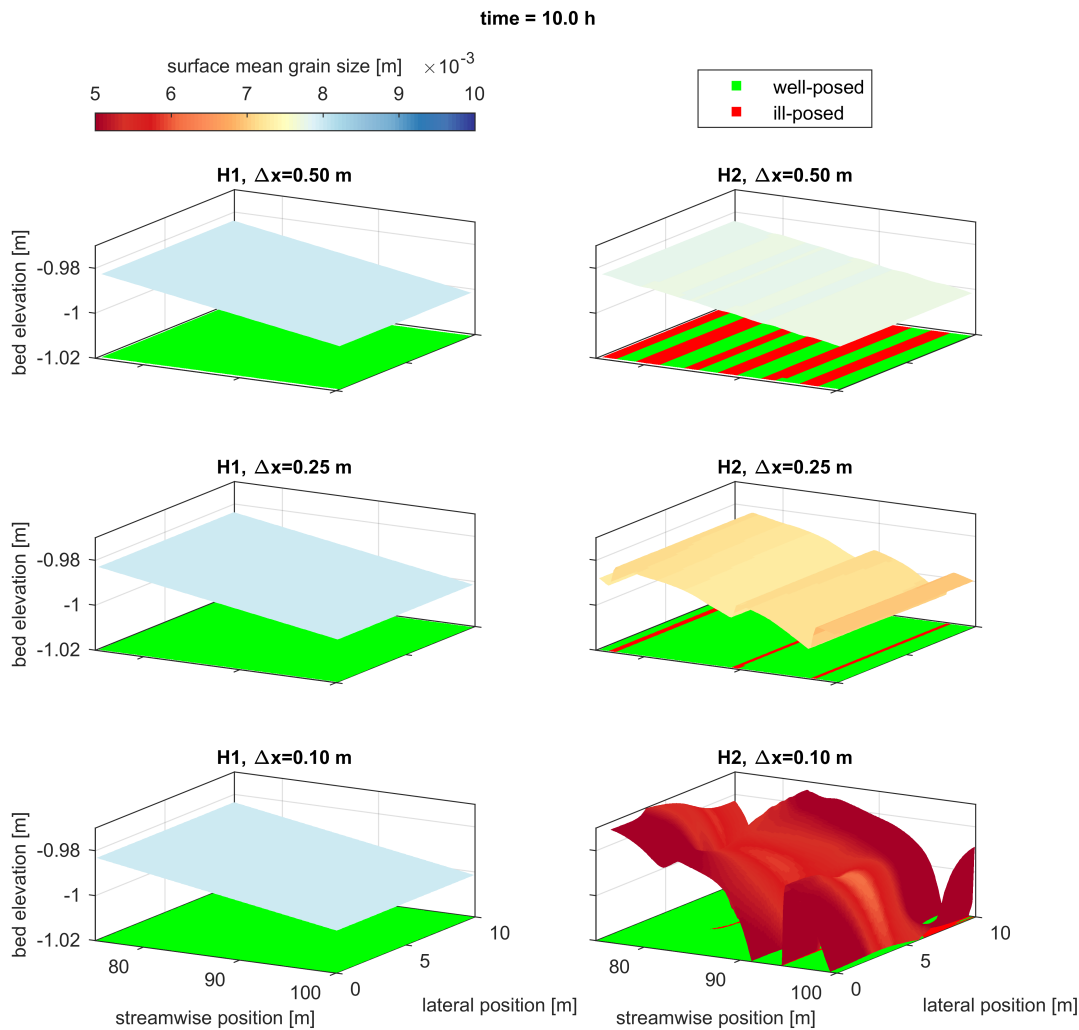 time = 10.0 h
surface mean grain size [m] ×10⁻³
5 6 7 8 9 10
well-posed
ill-posed
H1, Δx=0.50 m
H2, Δx=0.50 m
bed elevation [m]
-0.98
-1
-1.02
H1, Δx=0.25 m
H2, Δx=0.25 m
bed elevation [m]
-0.98
-1
-1.02
H1, Δx=0.10 m
H2, Δx=0.10 m
bed elevation [m]
-0.98
-1
-1.02
80 90 100
0 5 10
streamwise position [m]
lateral position [m]
80 90 100
0 5 10
streamwise position [m]
lateral position [m]